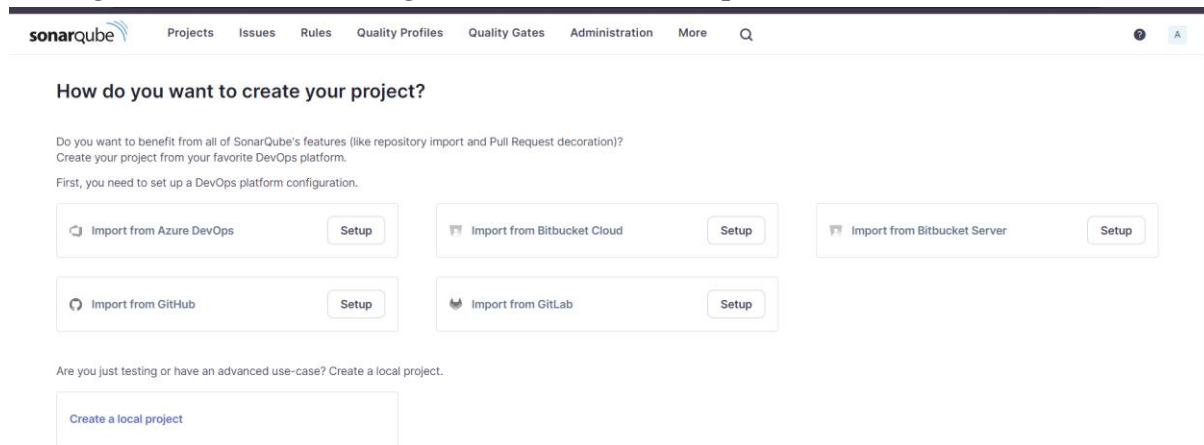 sonarqube Projects Issues Rules Quality Profiles Quality Gates Administration More ? A
How do you want to create your project?
Do you want to benefit from all of SonarQube's features (like repository import and Pull Request decoration)?
Create your project from your favorite DevOps platform.
First, you need to set up a DevOps platform configuration.
Import from Azure DevOps Setup Import from Bitbucket Cloud Setup Import from Bitbucket Server Setup
Import from GitHub Setup Import from GitLab Setup
Are you just testing or have an advanced use-case? Create a local project.
Create a local project